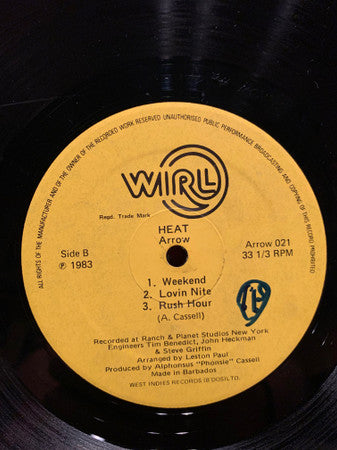 ALL RIGHTS OF THE MANUFACTURER AND OF THE OWNER OF THE RECORDED WORK RESERVED UNAUTHORISED PUBLIC PERFORMANCE BROADCASTING AND COPYING OF THIS RECORD PROHIBITED
WIRL
Regd. Trade Mark
HEAT
Arrow
Side B
Arrow 021
℗ 1983
33 1/3 RPM
1. Weekend
2. Lovin Nite
3. Rush Hour
(A. Cassell)
Recorded at Ranch & Planet Studios New York
Engineers Tim Benedict, John Heckman
& Steve Griffin
Arranged by Leston Paul
Produced by Alphonsus "Phonsie" Cassell
Made in Barbados
WEST INDIES RECORDS (B'DOS) LTD.